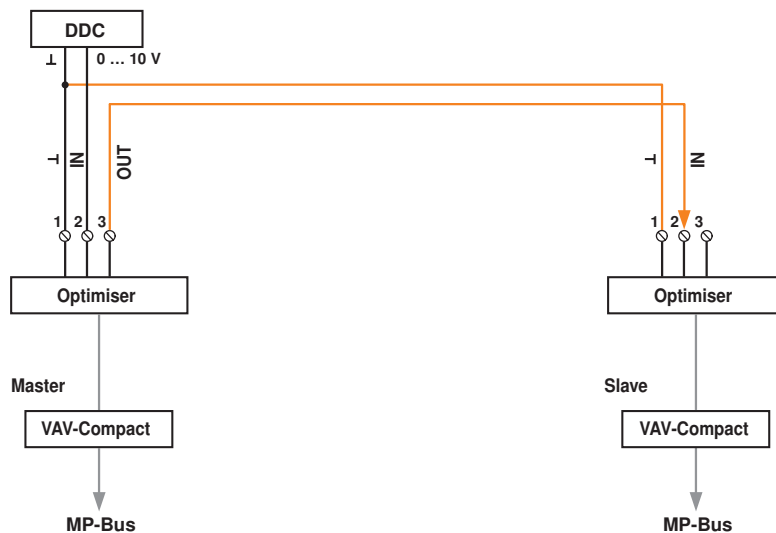 DDC
⊥ 0 ... 10 V
⊥ IN OUT
⊥ IN
1 2 3
1 2 3
Optimiser
Optimiser
Master
Slave
VAV-Compact
VAV-Compact
MP-Bus
MP-Bus